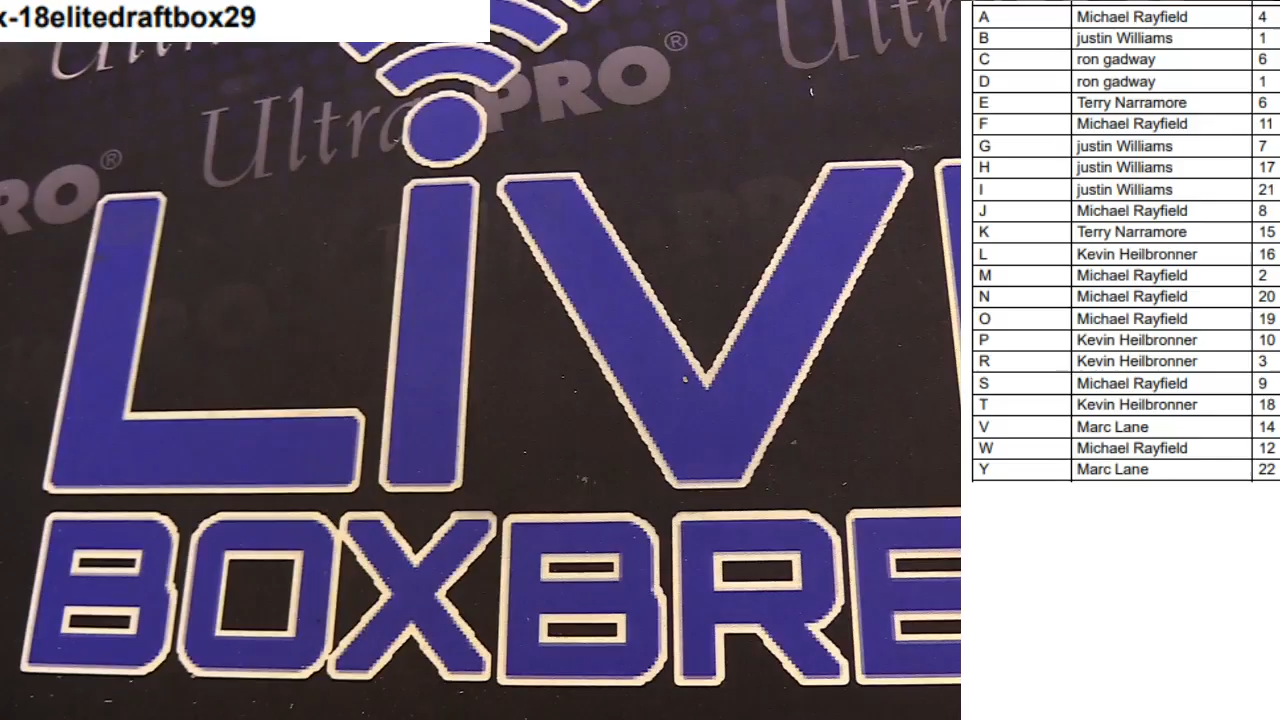 x-18elitedraftbox29
Ultra PRO®
PRO®
LiV
BOXBRE
A Michael Rayfield 4
B justin Williams 1
C ron gadway 6
D ron gadway 1
E Terry Narramore 6
F Michael Rayfield 11
G justin Williams 7
H justin Williams 17
I justin Williams 21
J Michael Rayfield 8
K Terry Narramore 15
L Kevin Heilbronner 16
M Michael Rayfield 2
N Michael Rayfield 20
O Michael Rayfield 19
P Kevin Heilbronner 10
R Kevin Heilbronner 3
S Michael Rayfield 9
T Kevin Heilbronner 18
V Marc Lane 14
W Michael Rayfield 12
Y Marc Lane 22